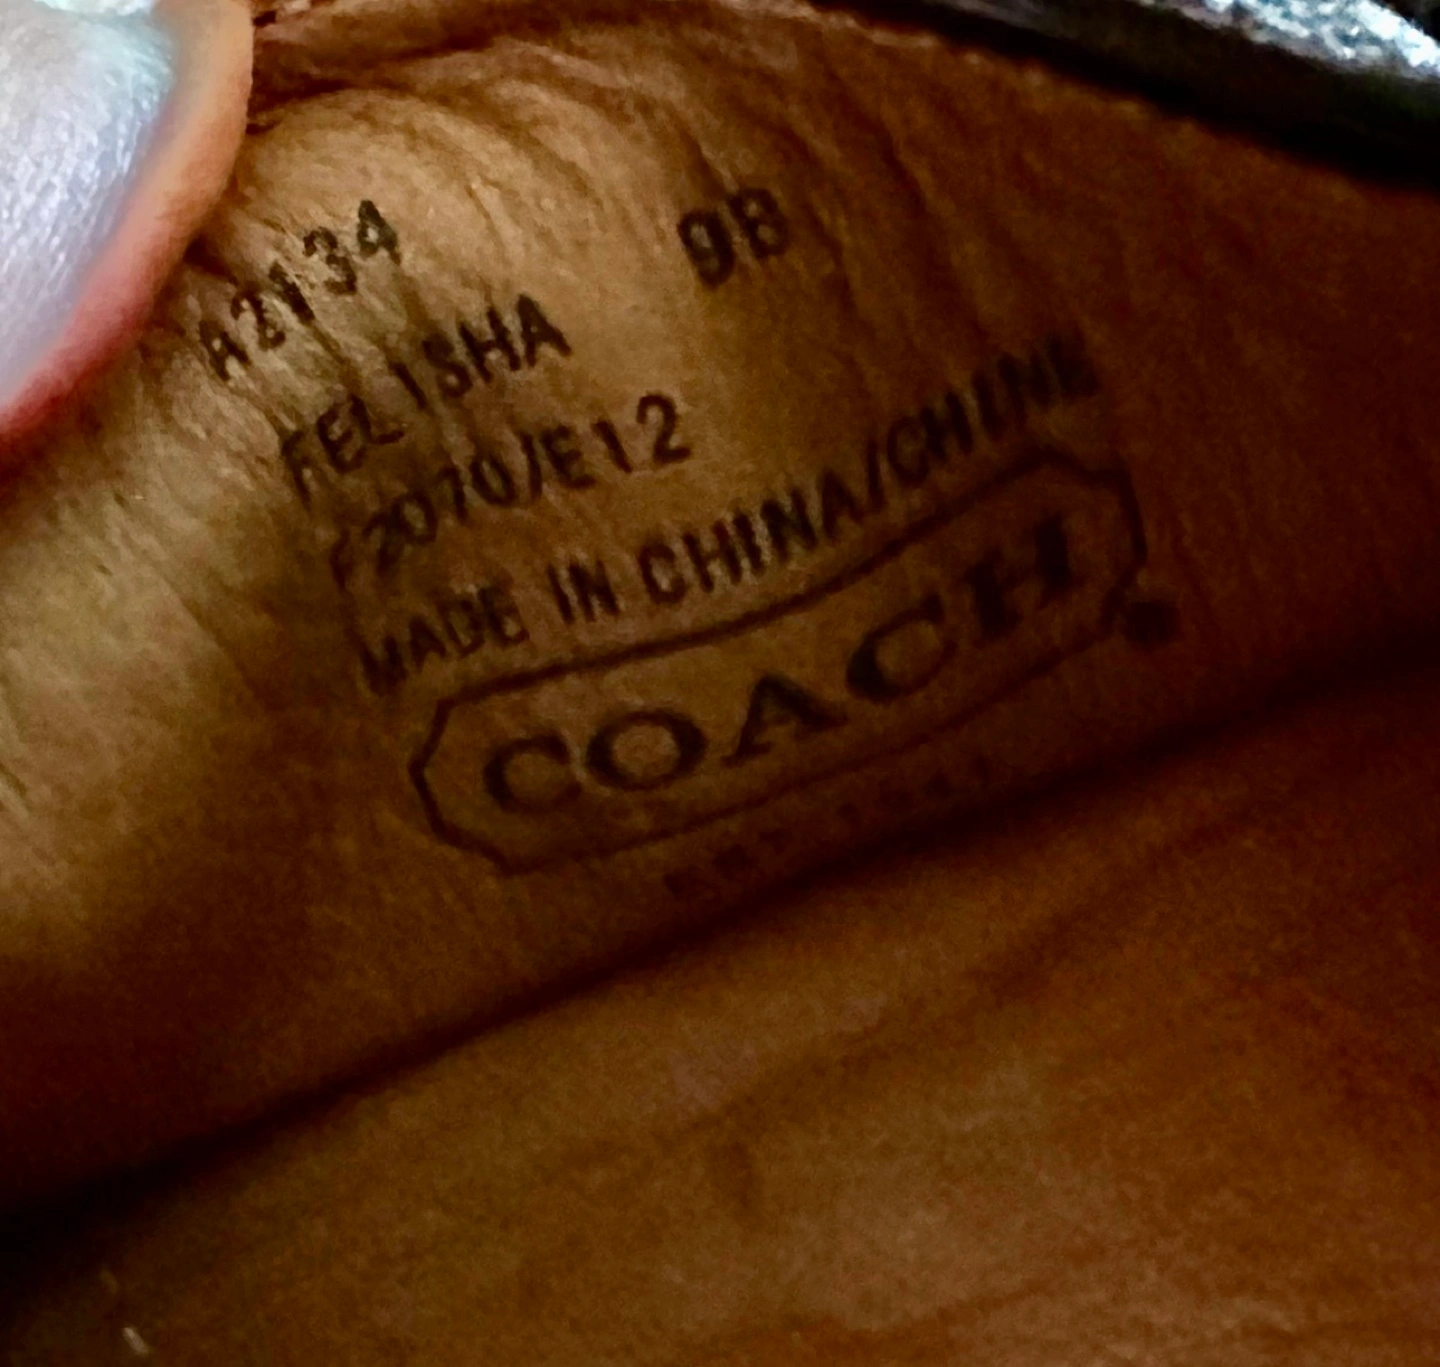 A2134 9B
FELISHA
F2070/E12
MADE IN CHINA/CHINE
COACH